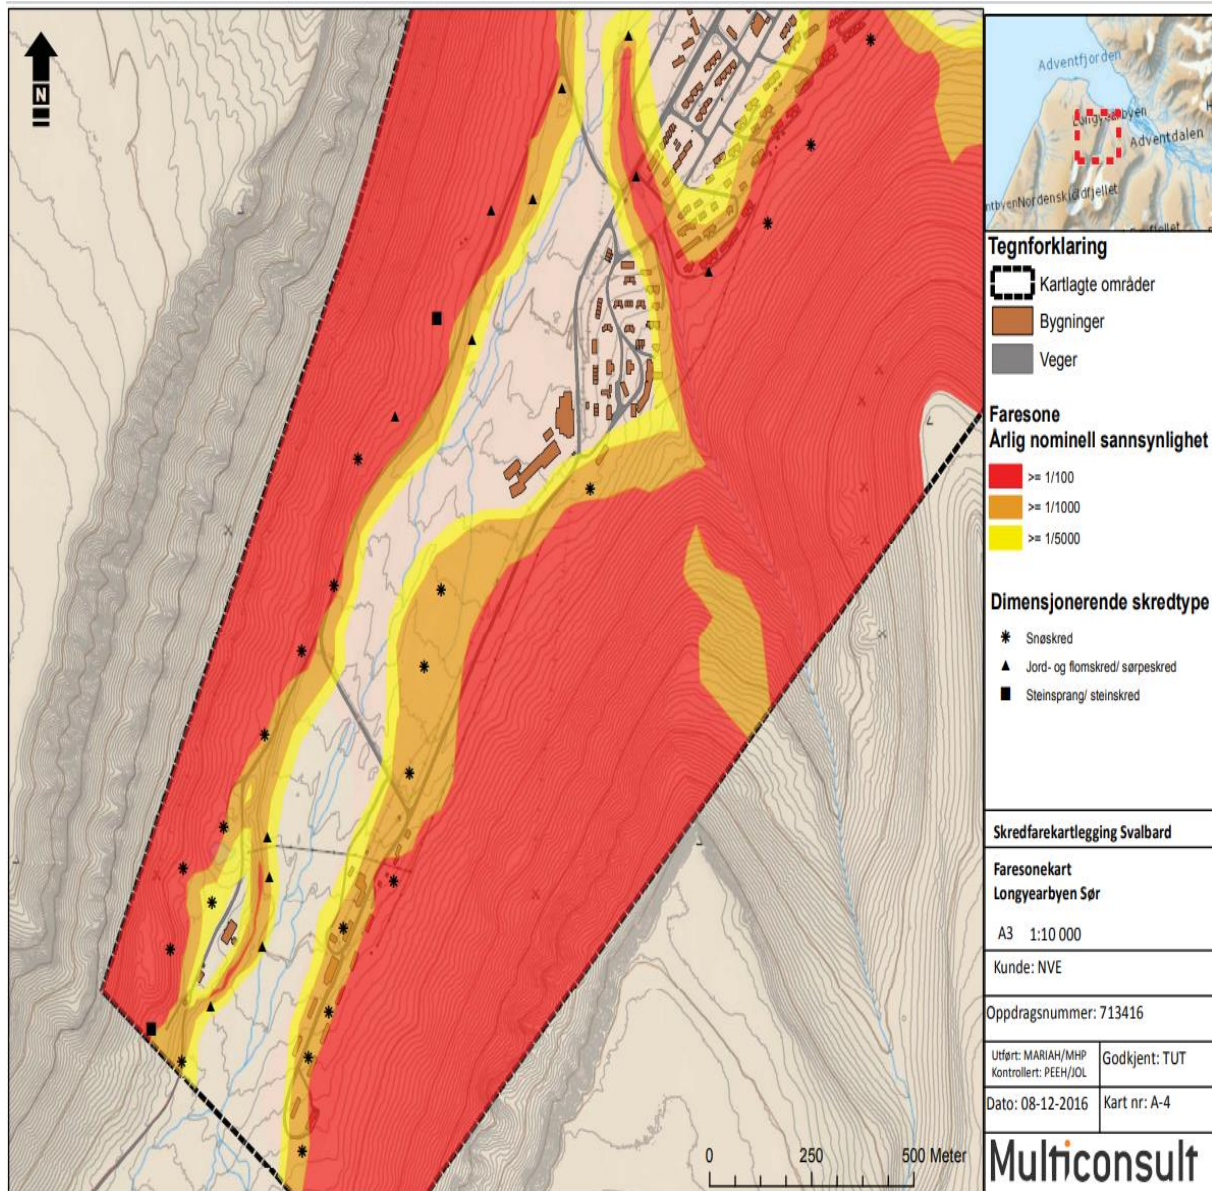 N
Adventfjorden
Longyearbyen
Adventdalen
Nordenskiöldfjellet
Tegnforklaring
Kartlagte områder
Bygninger
Veger
Faresone
Årlig nominell sannsynlighet
>= 1/100
>= 1/1000
>= 1/5000
Dimensjonerende skredtype
Snøskred
Jord- og flomskred/ sørpeskred
Steinsprang/ steinskred
Skredfarekartlegging Svalbard
Faresonekart
Longyearbyen Sør
A3 1:10 000
Kunde: NVE
Oppdragsnummer: 713416
Utført: MARIAH/MHP
Kontrollert: PEEH/JOL
Godkjent: TUT
Dato: 08-12-2016
Kart nr: A-4
0 250 500 Meter
Multiconsult